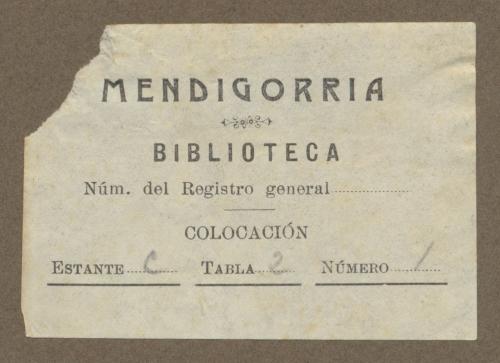 MENDIGORRIA
BIBLIOTECA
Núm. del Registro general
COLOCACIÓN
ESTANTE C TABLA 2 NÚMERO 1